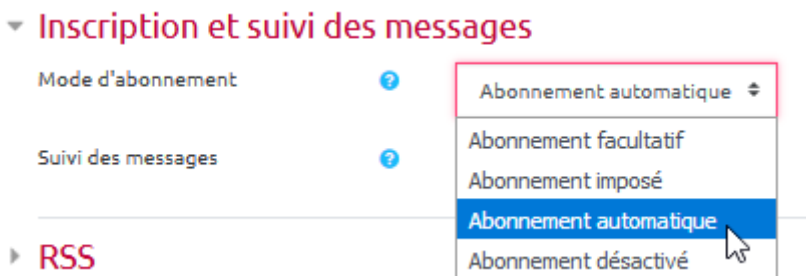 Inscription et suivi des messages
Mode d'abonnement
Abonnement automatique
Abonnement facultatif
Suivi des messages
Abonnement imposé
Abonnement automatique
RSS
Abonnement désactivé